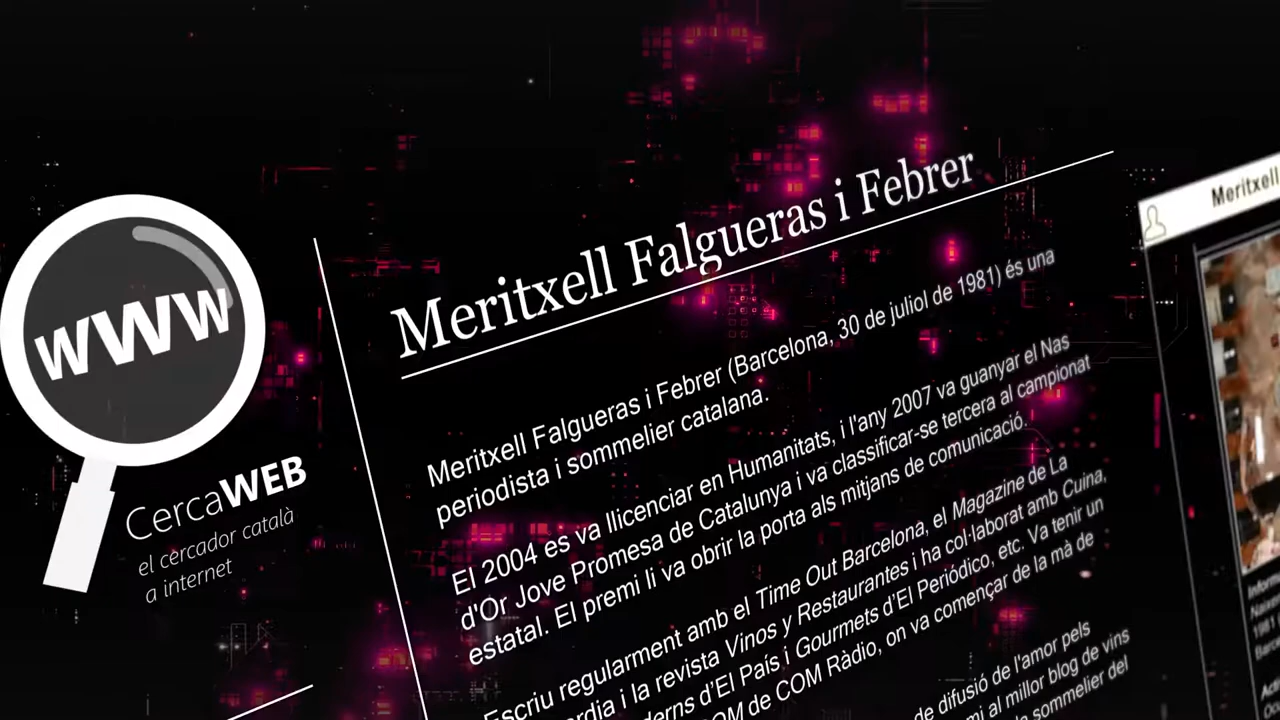 WWW
CercaWEB
el cercador català
a internet
Meritxell Falgueras i Febrer
Meritxell Falgueras i Febrer (Barcelona, 30 de juliol de 1981) és una
periodista i sommelier catalana.
El 2004 es va llicenciar en Humanitats, i l'any 2007 va guanyar el Nas
d'Or Jove Promesa de Catalunya i va classificar-se tercera al campionat
estatal. El premi li va obrir la porta als mitjans de comunicació.
Escriu regularment amb el Time Out Barcelona, el Magazine de La
i la revista Vinos y Restaurantes i ha col·laborat amb Cuina,
d'El País i Gourmets d'El Periódico, etc. Va tenir un
de COM Ràdio, on va començar de la mà de
de difusió de l'amor pels
al millor blog de vins
sommelier del
Meritxell